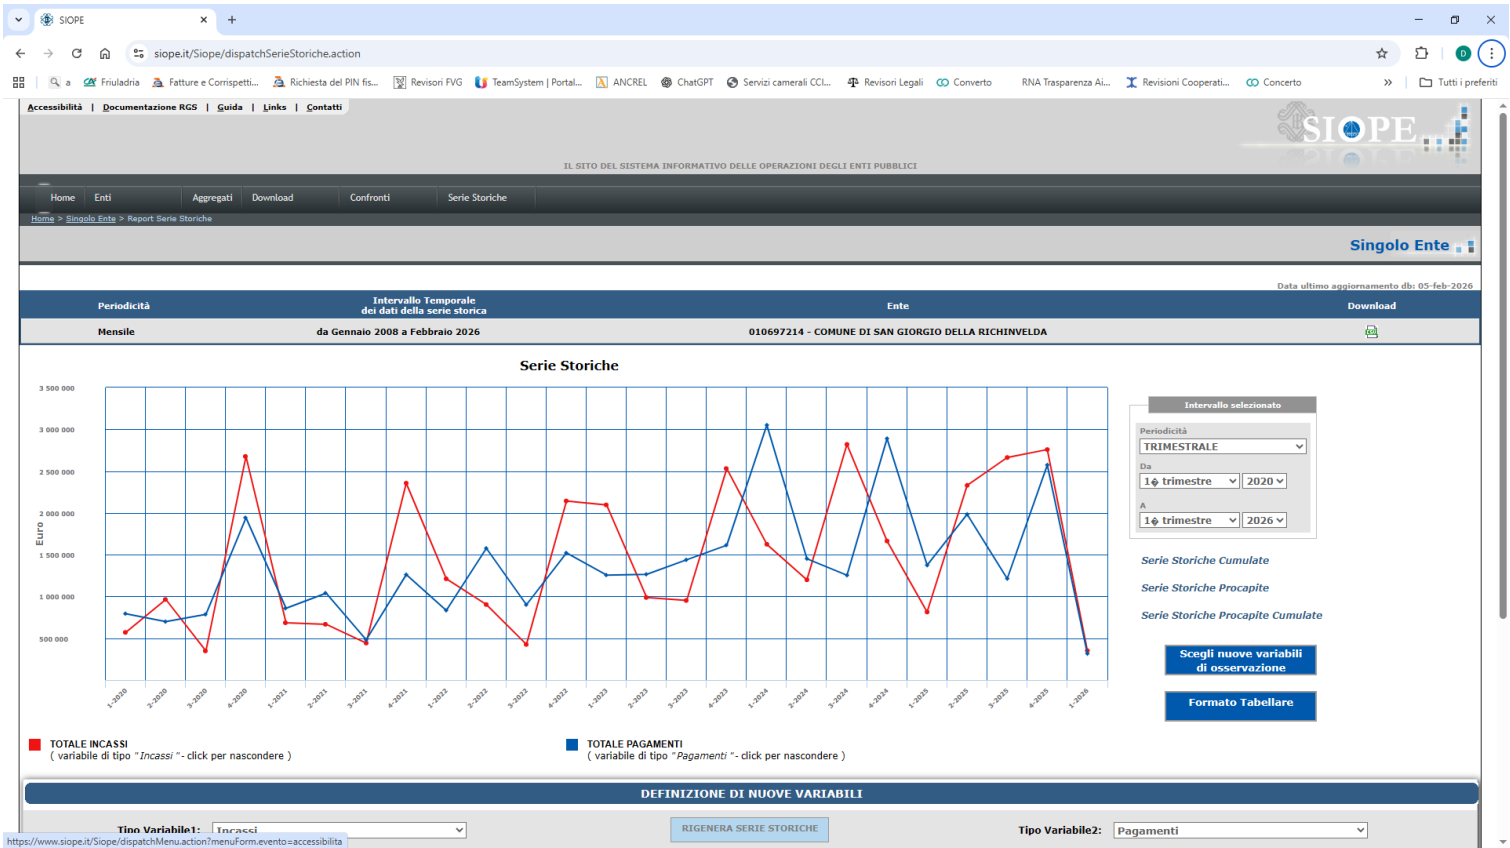 SIOPE
siope.it/Siope/dispatchSerieStoriche.action
D
a
Friuladria
Fatture e Corrispetti...
Richiesta del PIN fis...
Revisori FVG
TeamSystem | Portal...
ANCREL
ChatGPT
Servizi camerali CCI...
Revisori Legali
Converto
RNA Trasparenza Ai...
Revisioni Cooperati...
Concerto
»
Tutti i preferiti
Accessibilità | Documentazione RGS | Guida | Links | Contatti
SIOPE
IL SITO DEL SISTEMA INFORMATIVO DELLE OPERAZIONI DEGLI ENTI PUBBLICI
Home Enti Aggregati Download Confronti Serie Storiche
Home > Singolo Ente > Report Serie Storiche
Singolo Ente
Data ultimo aggiornamento db: 05-feb-2026
Periodicità
Intervallo Temporale
dei dati della serie storica
Ente
Download
Mensile
da Gennaio 2008 a Febbraio 2026
010697214 - COMUNE DI SAN GIORGIO DELLA RICHINVELDA
CSV
Serie Storiche
3 500 000
3 000 000
2 500 000
2 000 000
1 500 000
1 000 000
500 000
Euro
1-2020
2-2020
3-2020
4-2020
1-2021
2-2021
3-2021
4-2021
1-2022
2-2022
3-2022
4-2022
1-2023
2-2023
3-2023
4-2023
1-2024
2-2024
3-2024
4-2024
1-2025
2-2025
3-2025
4-2025
1-2026
Intervallo selezionato
Periodicità
TRIMESTRALE
Da
1� trimestre 2020
A
1� trimestre 2026
Serie Storiche Cumulate
Serie Storiche Procapite
Serie Storiche Procapite Cumulate
Scegli nuove variabili
di osservazione
Formato Tabellare
TOTALE INCASSI
( variabile di tipo "Incassi "- click per nascondere )
TOTALE PAGAMENTI
( variabile di tipo "Pagamenti "- click per nascondere )
DEFINIZIONE DI NUOVE VARIABILI
Tipo Variabile1: Incassi
RIGENERA SERIE STORICHE
Tipo Variabile2: Pagamenti
https://www.siope.it/Siope/dispatchMenu.action?menuForm.evento=accessibilita